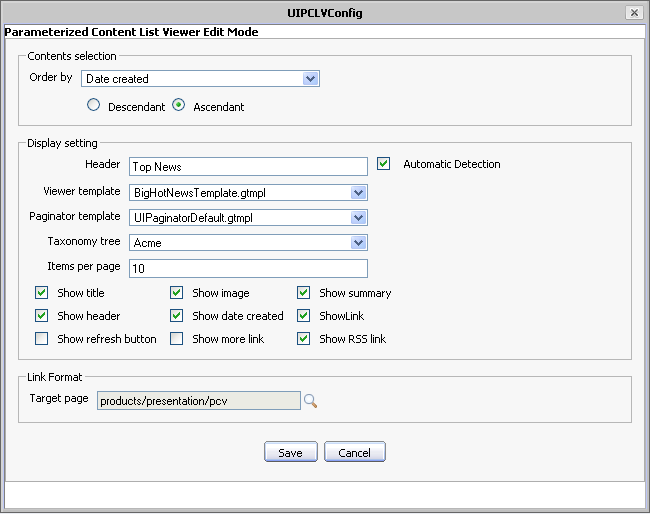 UIPCLVConfig
Parameterized Content List Viewer Edit Mode
Contents selection
Order by Date created
Descendant Ascendant
Display setting
Header Top News Automatic Detection
Viewer template BigHotNewsTemplate.gtmpl
Paginator template UIPaginatorDefault.gtmpl
Taxonomy tree Acme
Items per page 10
Show title Show image Show summary
Show header Show date created ShowLink
Show refresh button Show more link Show RSS link
Link Format
Target page products/presentation/pcv
Save Cancel